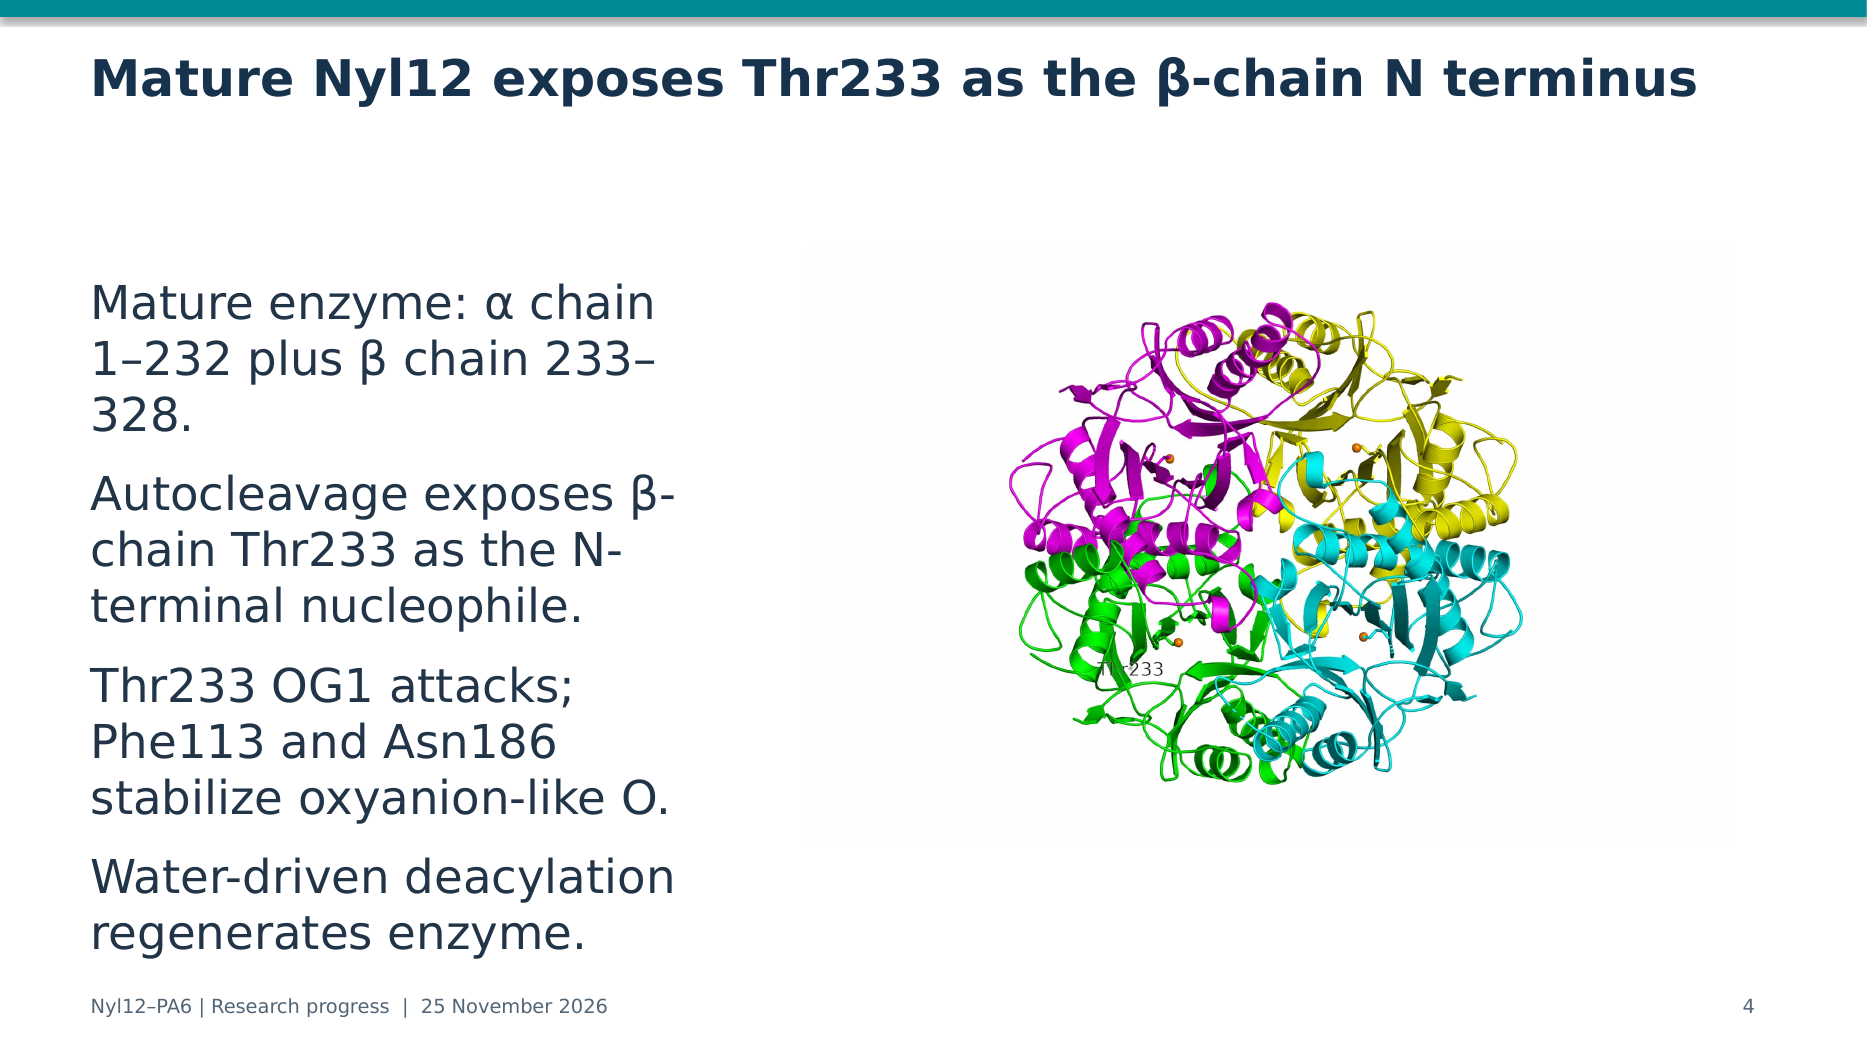 Mature Nyl12 exposes Thr233 as the β-chain N terminus
Mature enzyme: α chain
1–232 plus β chain 233–
328.
Autocleavage exposes β-
chain Thr233 as the N-
terminal nucleophile.
Thr233 OG1 attacks;
Phe113 and Asn186
stabilize oxyanion-like O.
Water-driven deacylation
regenerates enzyme.
Thr233
Nyl12–PA6 | Research progress | 25 November 2026
4